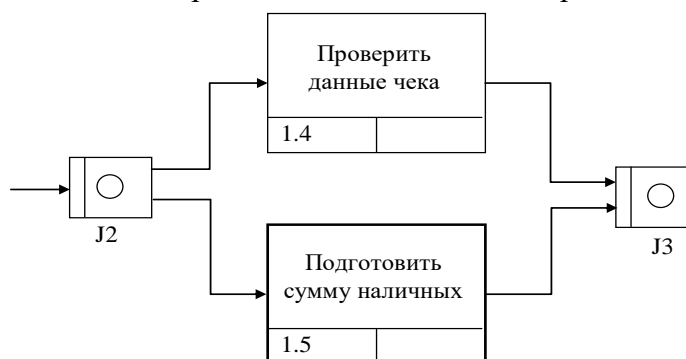 Проверить
данные чека
1.4
J2
J3
Подготовить
сумму наличных
1.5